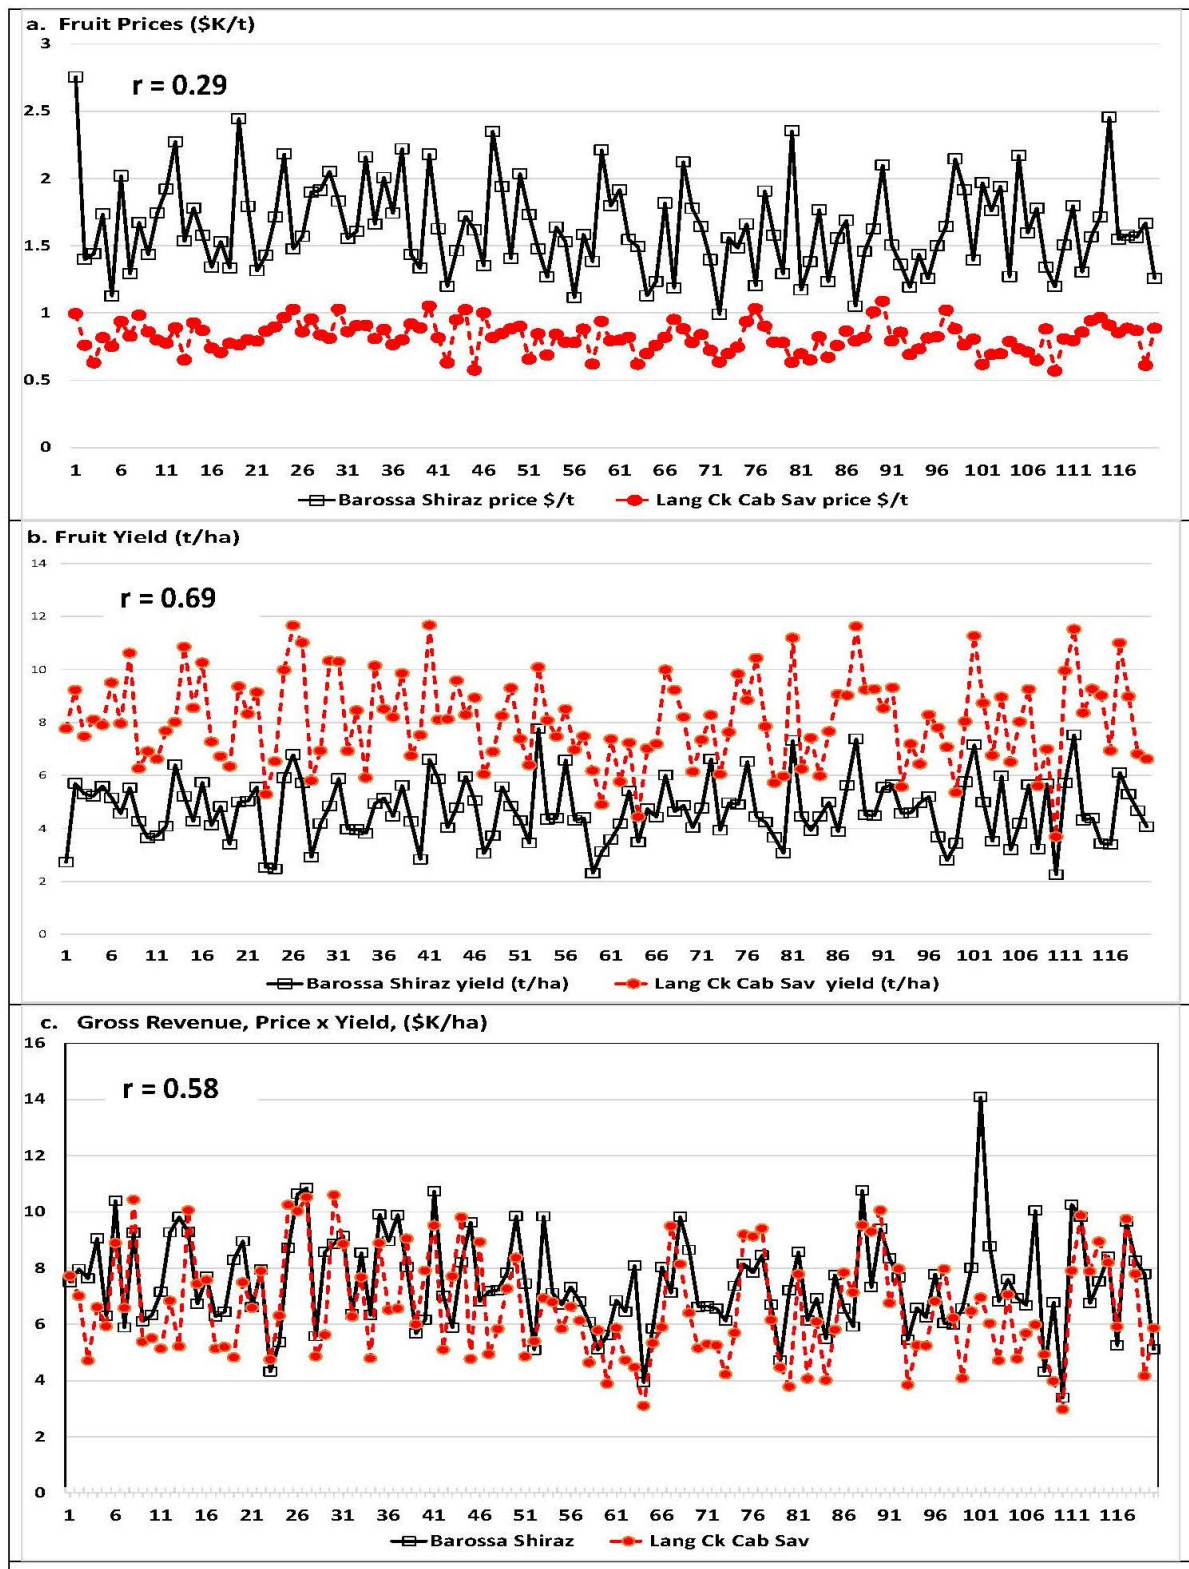 a. Fruit Prices ($K/t)
3
r = 0.29
2.5
2
1.5
1
0.5
0
1 6 11 16 21 26 31 36 41 46 51 56 61 66 71 76 81 86 91 96 101 106 111 116
Barossa Shiraz price $/t Lang Ck Cab Sav price $/t
b. Fruit Yield (t/ha)
14
r = 0.69
12
10
8
6
4
2
0
1 6 11 16 21 26 31 36 41 46 51 56 61 66 71 76 81 86 91 96 101 106 111 116
Barossa Shiraz yield (t/ha) Lang Ck Cab Sav yield (t/ha)
c. Gross Revenue, Price x Yield, ($K/ha)
16
r = 0.58
14
12
10
8
6
4
2
0
1 6 11 16 21 26 31 36 41 46 51 56 61 66 71 76 81 86 91 96 101 106 111 116
Barossa Shiraz Lang Ck Cab Sav